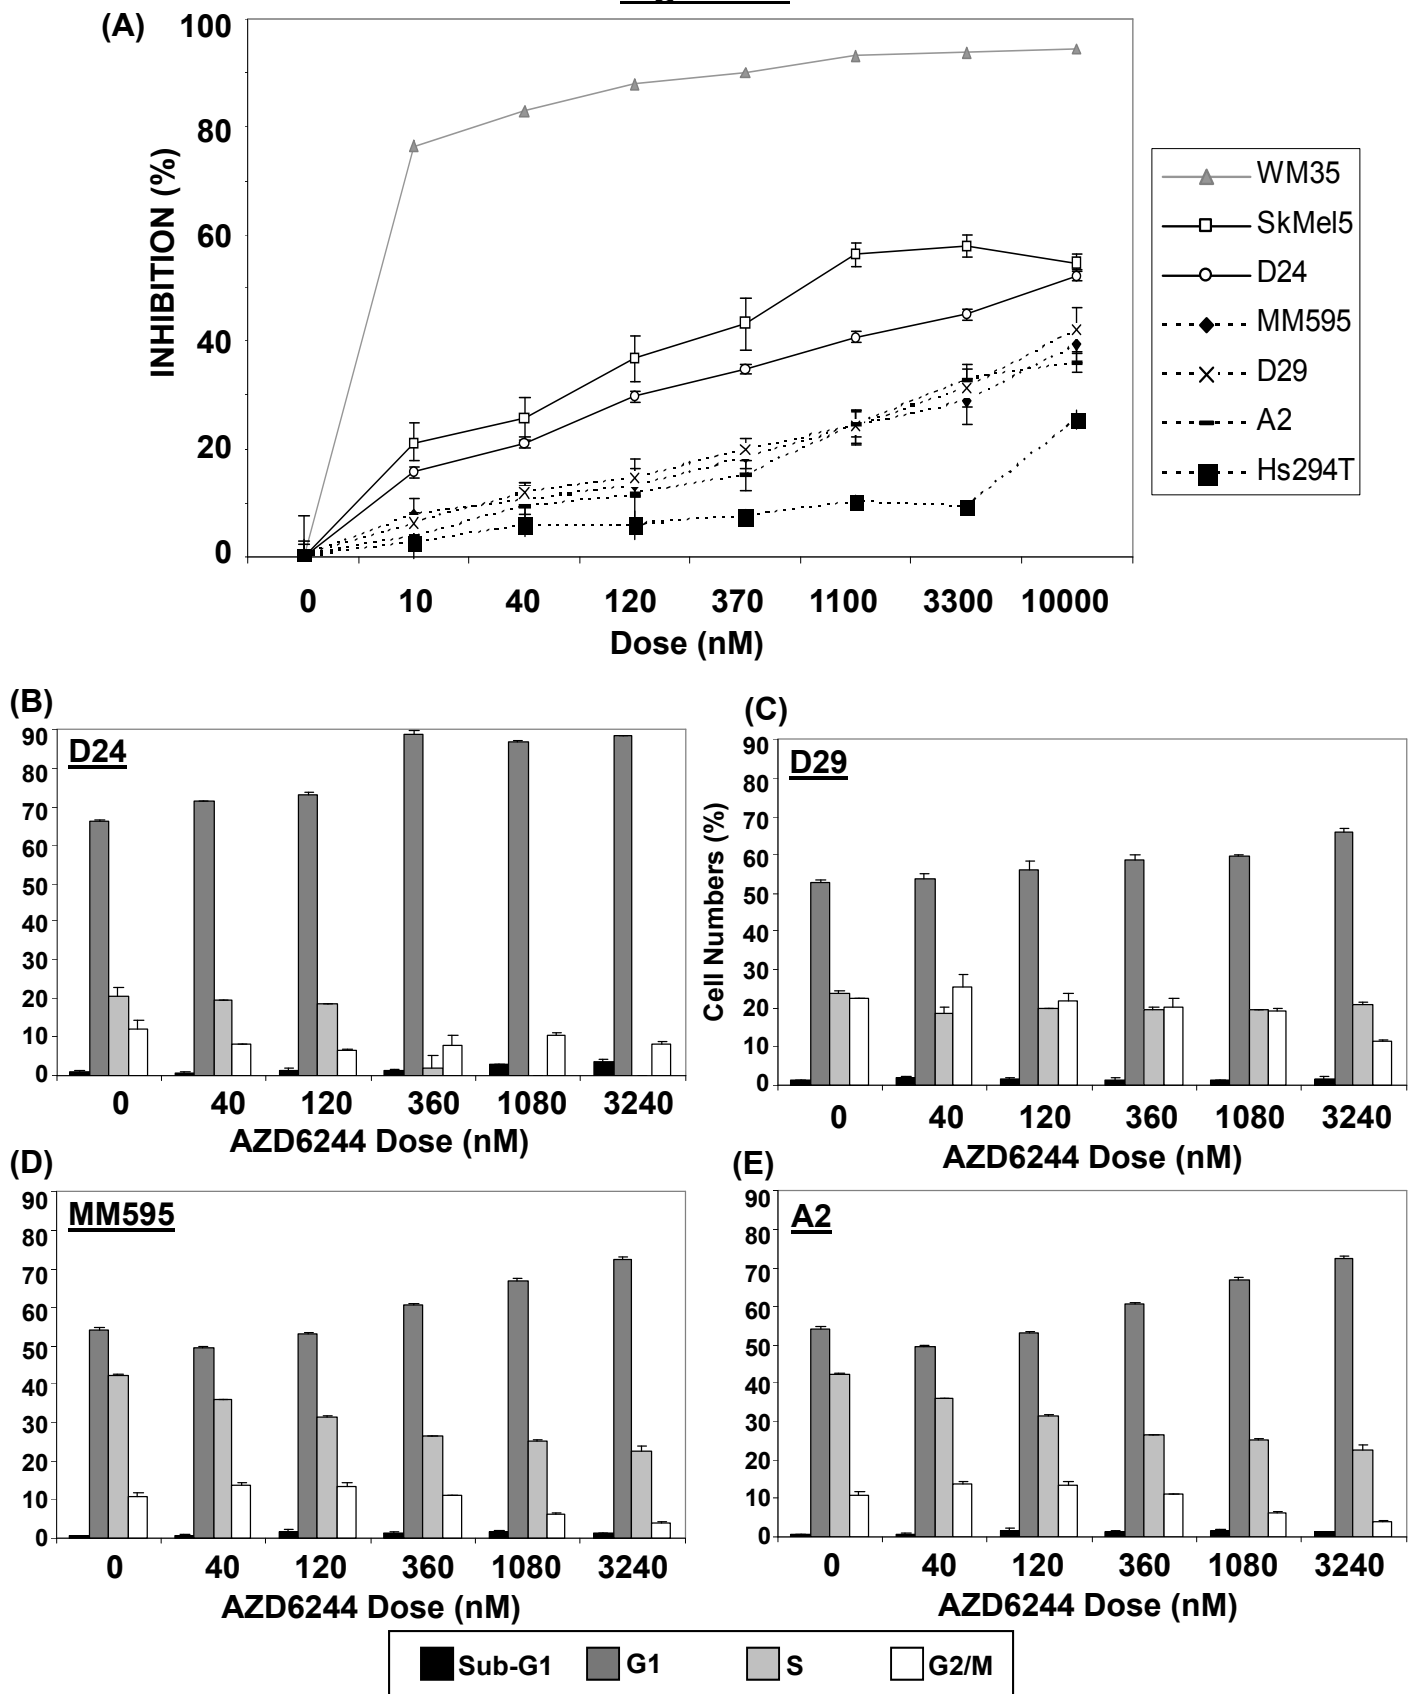 (A)
100
80
60
40
20
0
INHIBITION (%)
0 10 40 120 370 1100 3300 10000
Dose (nM)
WM35
SkMel5
D24
MM595
D29
A2
Hs294T
(B)
D24
90
80
70
60
50
40
30
20
10
0
0 40 120 360 1080 3240
AZD6244 Dose (nM)
(C)
D29
Cell Numbers (%)
90
80
70
60
50
40
30
20
10
0
0 40 120 360 1080 3240
AZD6244 Dose (nM)
(D)
MM595
90
80
70
60
50
40
30
20
10
0
0 40 120 360 1080 3240
AZD6244 Dose (nM)
(E)
A2
90
80
70
60
50
40
30
20
10
0
0 40 120 360 1080 3240
AZD6244 Dose (nM)
Sub-G1 G1 S G2/M